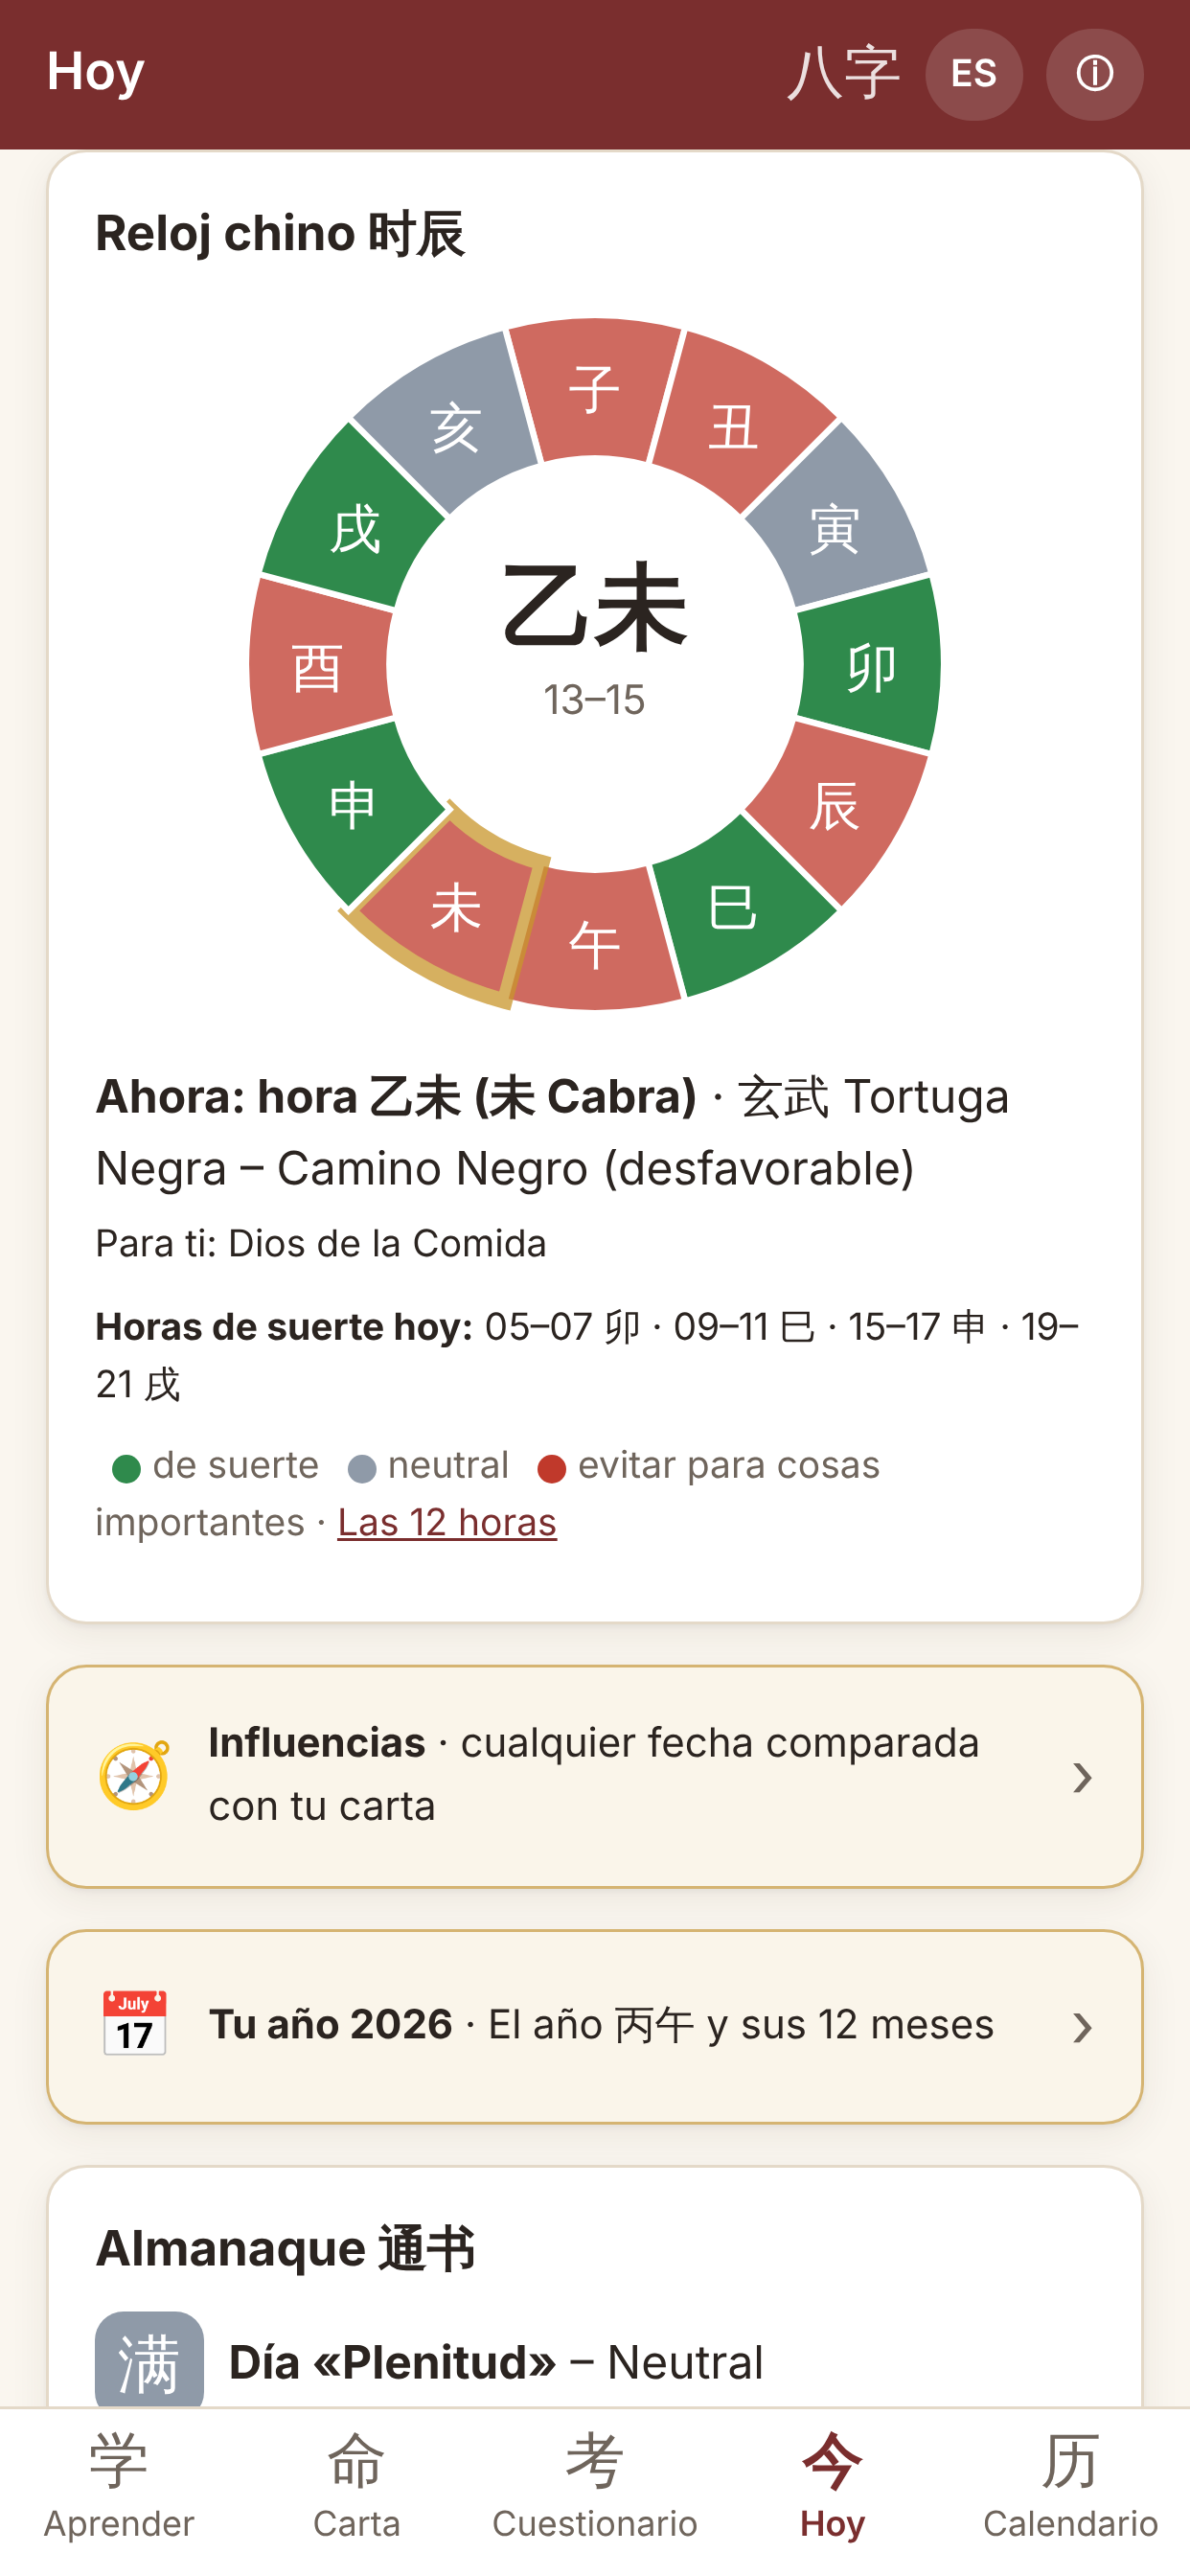 Hoy 八字 ES ⓘ
Reloj chino 时辰
子
丑
寅
卯
辰
巳
午
未
申
酉
戌
亥
乙未
13–15
Ahora: hora 乙未 (未 Cabra) · 玄武 Tortuga
Negra – Camino Negro (desfavorable)
Para ti: Dios de la Comida
Horas de suerte hoy: 05–07 卯 · 09–11 巳 · 15–17 申 · 19–
21 戌
de suerte neutral evitar para cosas
importantes · Las 12 horas
Influencias · cualquier fecha comparada
con tu carta
July
17
Tu año 2026 · El año 丙午 y sus 12 meses
Almanaque 通书
满 Día «Plenitud» – Neutral
学 命 考 今 历
Aprender Carta Cuestionario Hoy Calendario